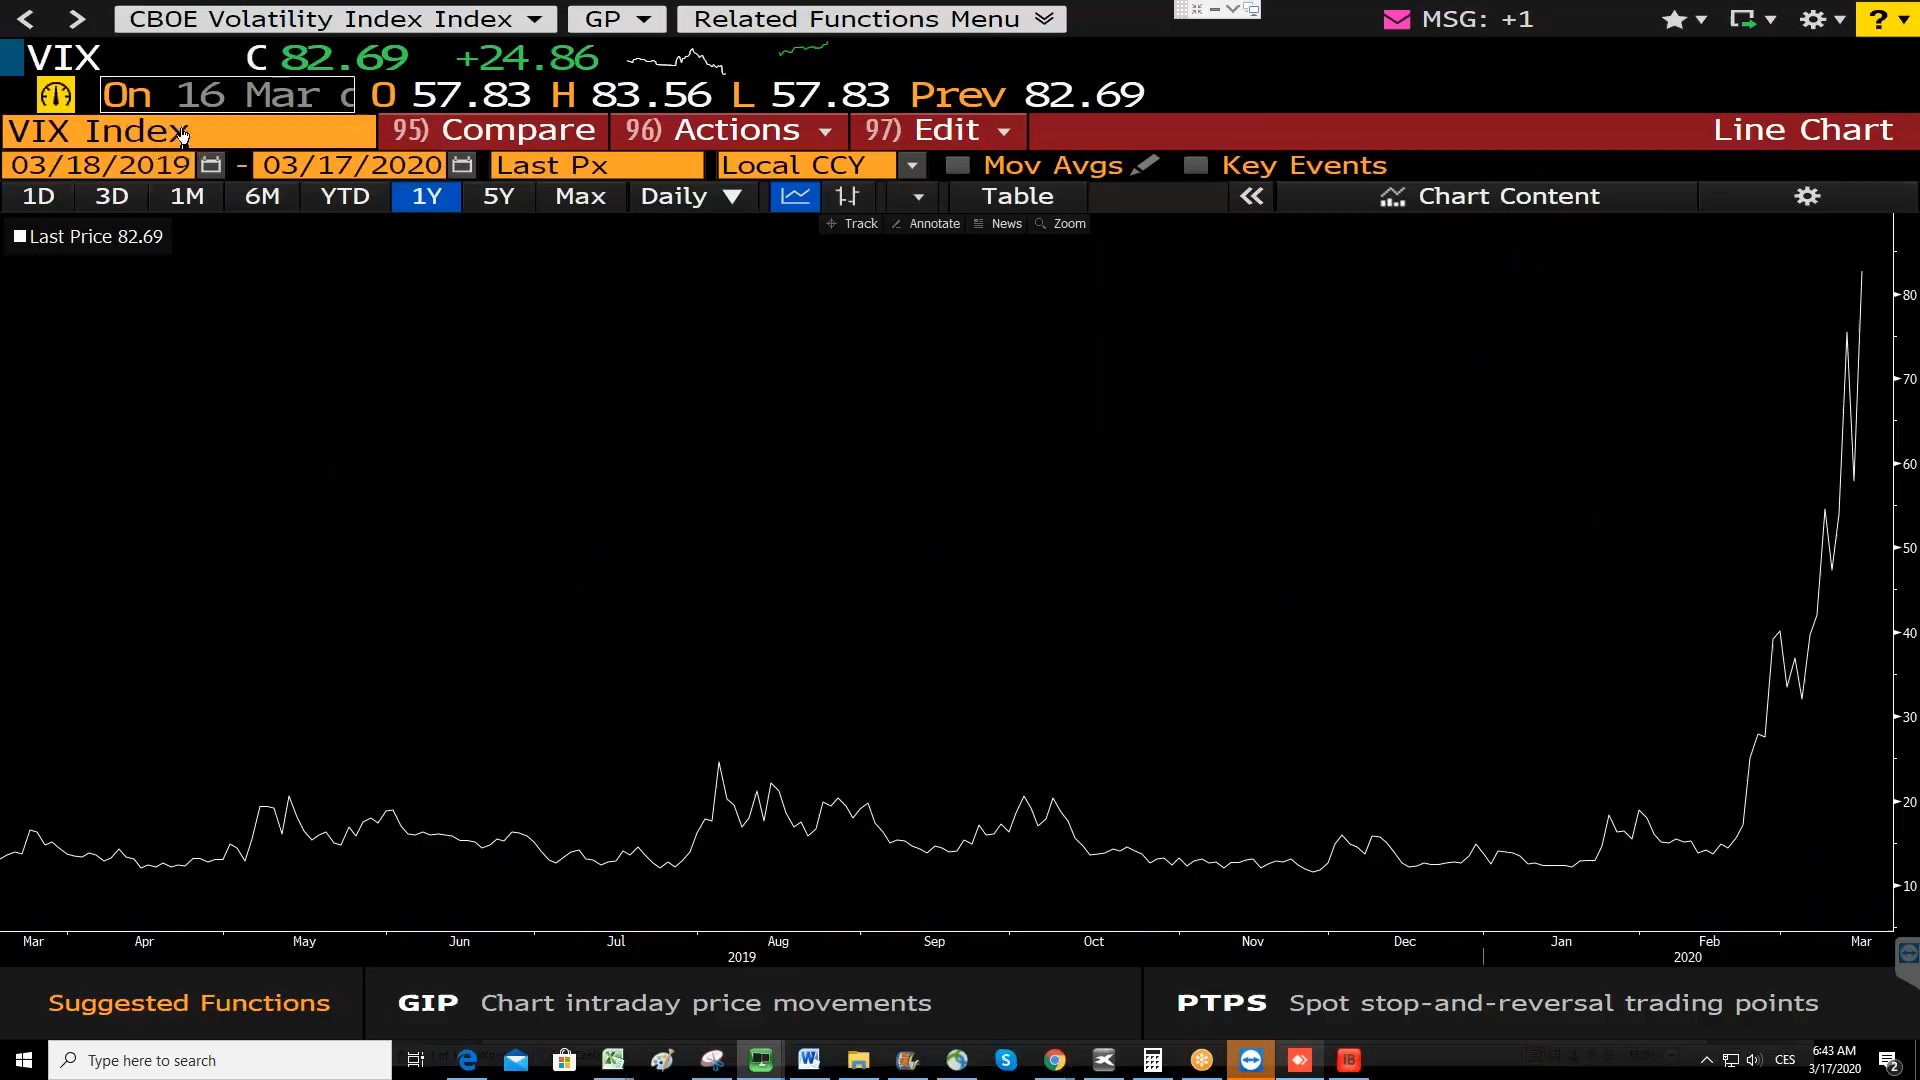 CBOE Volatility Index Index
GP
Related Functions Menu
MSG: +1
?
VIX C 82.69 +24.86
On 16 Mar O 57.83 H 83.56 L 57.83 Prev 82.69
VIX Index 95) Compare 96) Actions 97) Edit Line Chart
03/18/2019 - 03/17/2020 Last Px Local CCY Mov Avgs Key Events
1D 3D 1M 6M YTD 1Y 5Y Max Daily Table Chart Content
Track Annotate News Zoom
Last Price 82.69
80
70
60
50
40
30
20
10
Mar Apr May Jun Jul Aug Sep Oct Nov Dec Jan Feb Mar
2019 2020
Suggested Functions GIP Chart intraday price movements PTPS Spot stop-and-reversal trading points
Type here to search
CES
6:43 AM
3/17/2020
2
IB